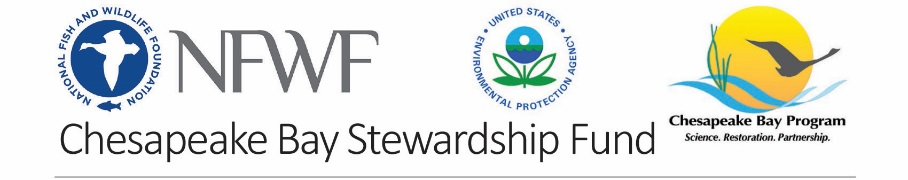 NATIONAL FISH AND WILDLIFE FOUNDATION
NFWF
UNITED STATES
ENVIRONMENTAL PROTECTION AGENCY
Chesapeake Bay Program
Science. Restoration. Partnership.
Chesapeake Bay Stewardship Fund